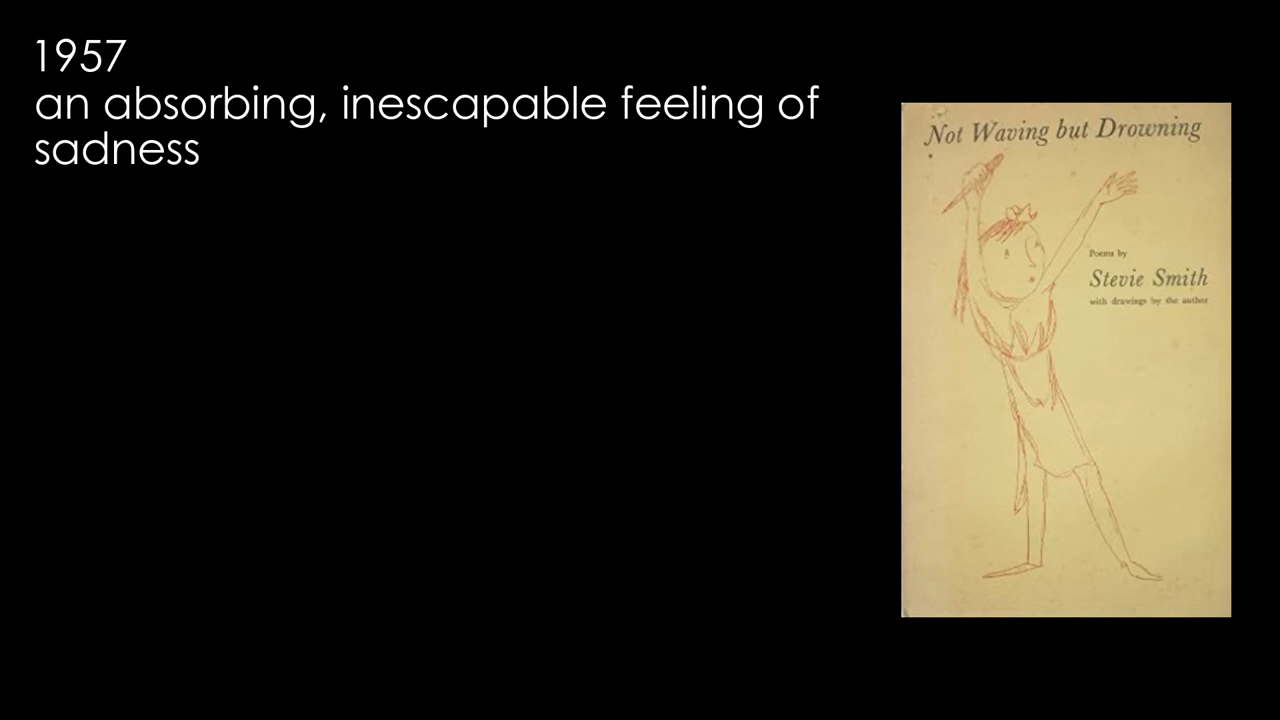 1957
an absorbing, inescapable feeling of
sadness
Not Waving but Drowning
Poems by
Stevie Smith
with drawings by the author